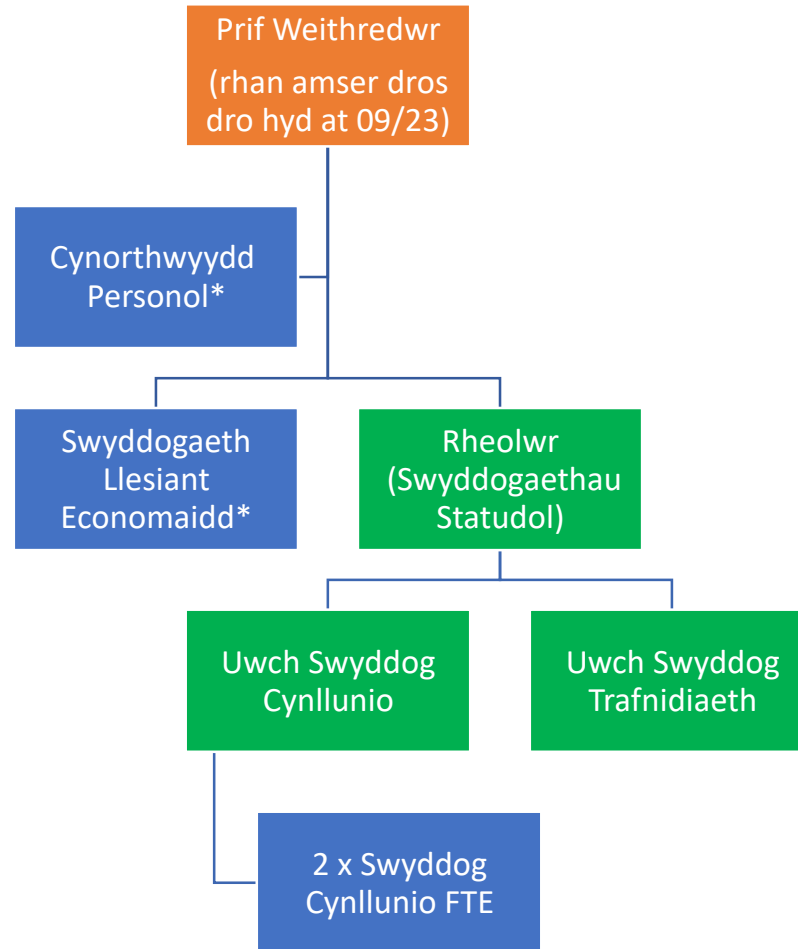 Prif Weithredwr
(rhan amser dros
dro hyd at 09/23)
Cynorthwyydd
Personol*
Swyddogaeth
Llesiant
Economaidd*
Rheolwr
(Swyddogaethau
Statudol)
Uwch Swyddog
Cynllunio
Uwch Swyddog
Trafnidiaeth
2 x Swyddog
Cynllunio FTE